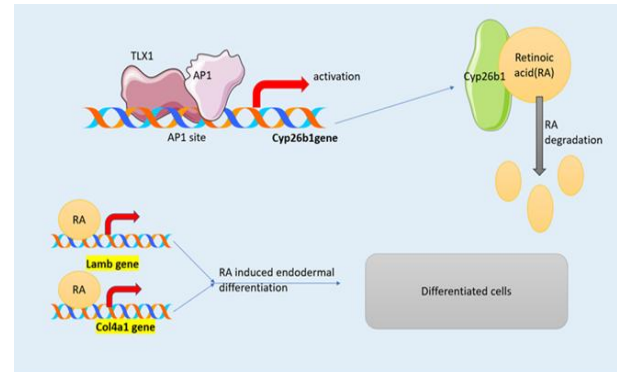 TLX1
AP1
activation
AP1 site
Cyp26b1gene
Cyp26b1
Retinoic
acid(RA)
RA
degradation
RA
Lamb gene
RA
Col4a1 gene
RA induced endodermal
differentiation
Differentiated cells